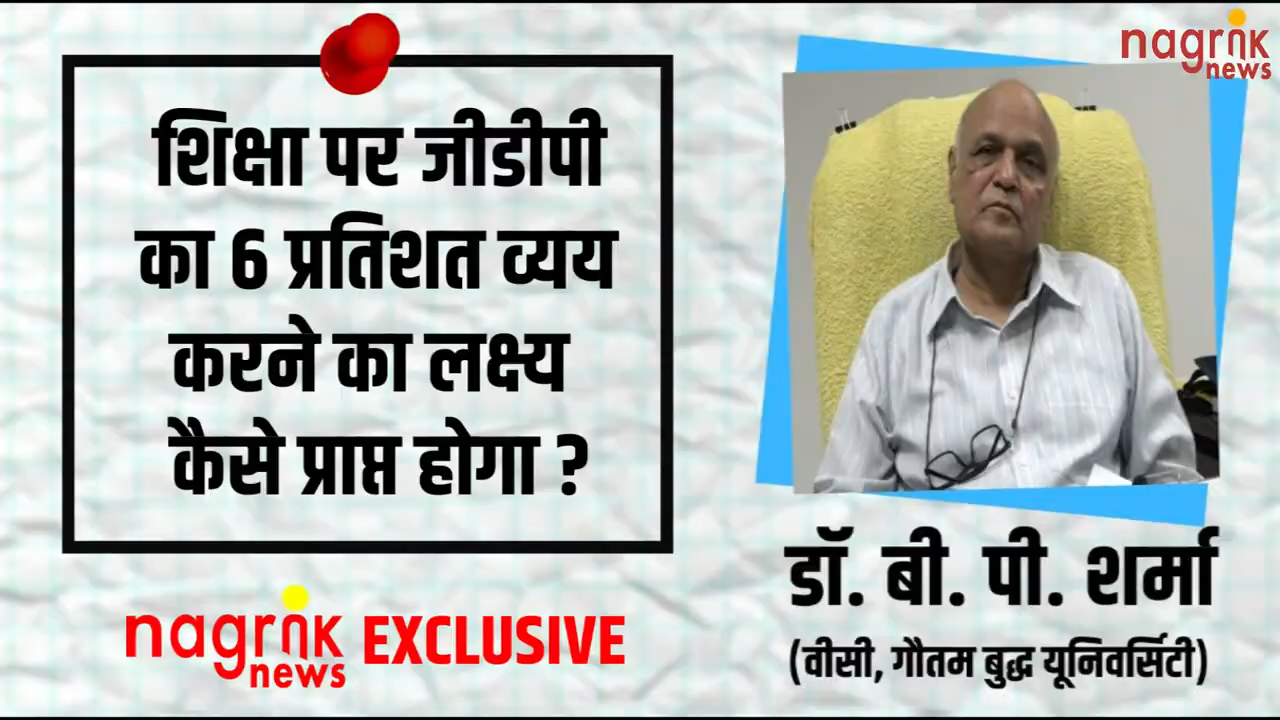 शिक्षा पर जीडीपी
का 6 प्रतिशत व्यय
करने का लक्ष्य
कैसे प्राप्त होगा ?
nagrik
news
EXCLUSIVE
nagrik
news
डॉ. बी. पी. शर्मा
(वीसी, गौतम बुद्ध यूनिवर्सिटी)